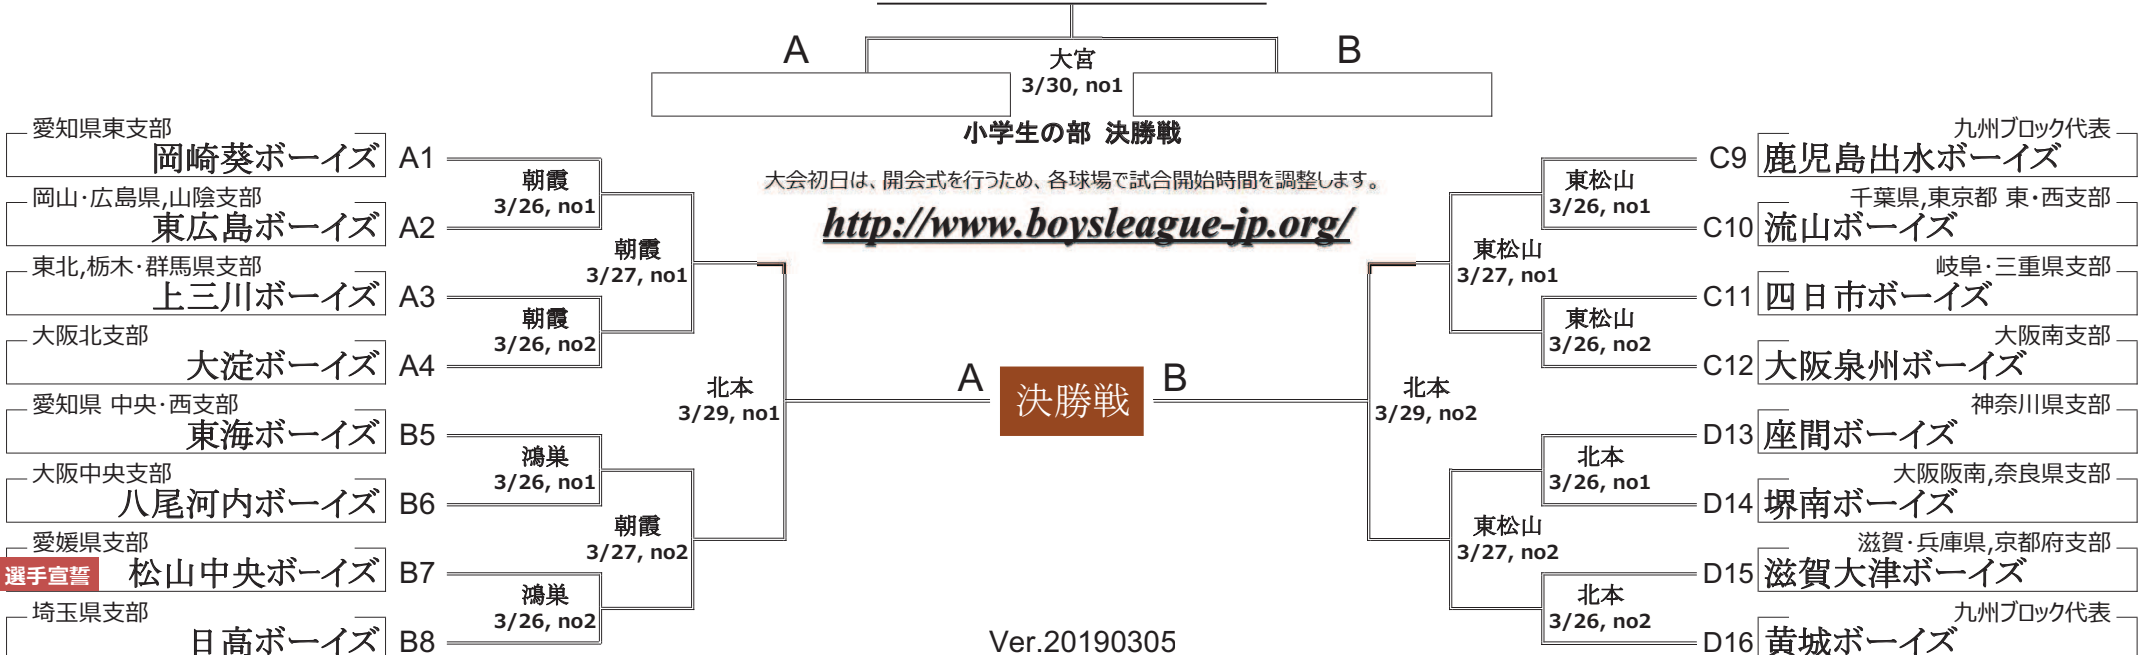 A
B
大宮
3/30, no1
小学生の部 決勝戦
大会初日は、開会式を行うため、各球場で試合開始時間を調整します。
http://www.boysleague-jp.org/
愛知県東支部
岡崎葵ボーイズ A1
岡山・広島県,山陰支部
東広島ボーイズ A2
東北,栃木・群馬県支部
上三川ボーイズ A3
大阪北支部
大淀ボーイズ A4
愛知県 中央・西支部
東海ボーイズ B5
大阪中央支部
八尾河内ボーイズ B6
愛媛県支部
選手宣誓 松山中央ボーイズ B7
埼玉県支部
日高ボーイズ B8
朝霞
3/26, no1
朝霞
3/26, no2
鴻巣
3/26, no1
鴻巣
3/26, no2
朝霞
3/27, no1
朝霞
3/27, no2
北本
3/29, no1
A 決勝戦 B
北本
3/29, no2
東松山
3/27, no1
東松山
3/27, no2
東松山
3/26, no1
東松山
3/26, no2
北本
3/26, no1
北本
3/26, no2
九州ブロック代表
C9 鹿児島出水ボーイズ
千葉県,東京都 東・西支部
C10 流山ボーイズ
岐阜・三重県支部
C11 四日市ボーイズ
大阪南支部
C12 大阪泉州ボーイズ
神奈川県支部
D13 座間ボーイズ
大阪阪南,奈良県支部
D14 堺南ボーイズ
滋賀・兵庫県,京都府支部
D15 滋賀大津ボーイズ
九州ブロック代表
D16 黄城ボーイズ
Ver.20190305